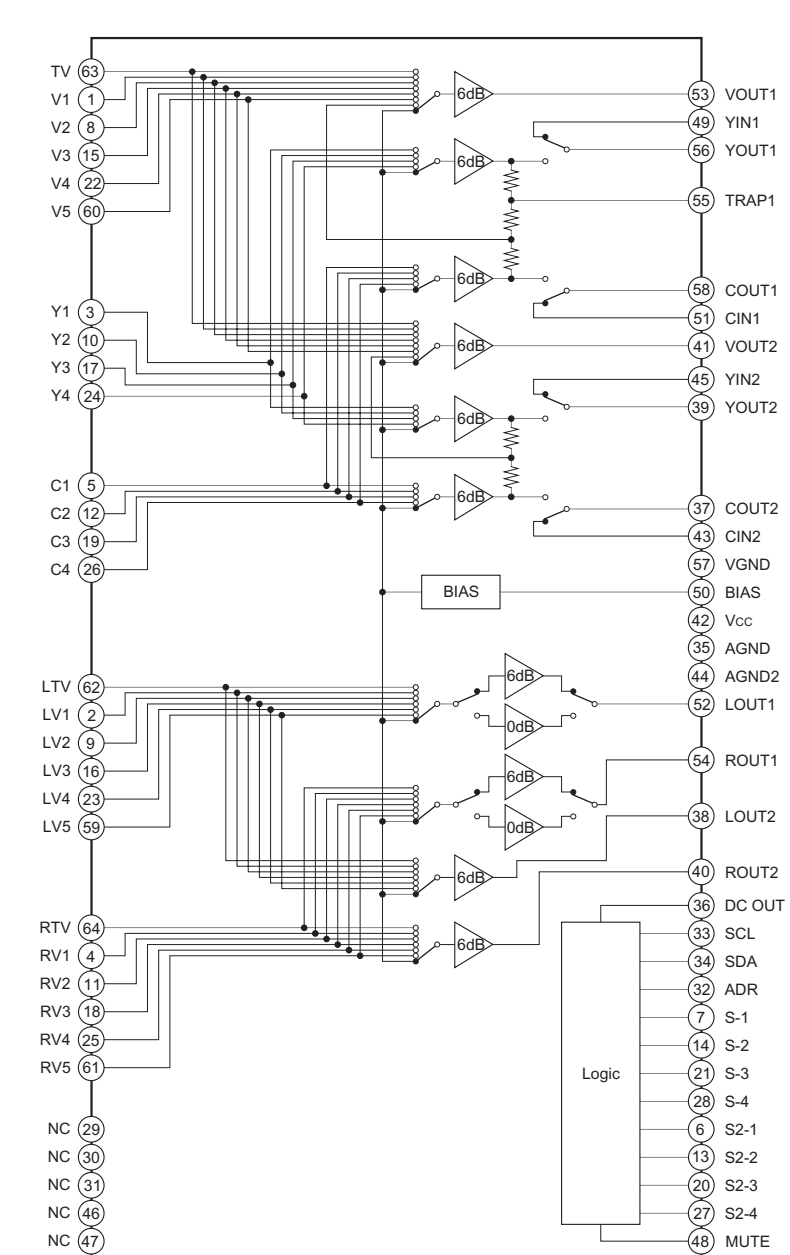 TV 63
V1 1
V2 8
V3 15
V4 22
V5 60
Y1 3
Y2 10
Y3 17
Y4 24
C1 5
C2 12
C3 19
C4 26
LTV 62
LV1 2
LV2 9
LV3 16
LV4 23
LV5 59
RTV 64
RV1 4
RV2 11
RV3 18
RV4 25
RV5 61
NC 29
NC 30
NC 31
NC 46
NC 47
6dB
6dB
6dB
6dB
6dB
6dB
BIAS
6dB
0dB
6dB
0dB
6dB
6dB
Logic
53 VOUT1
49 YIN1
56 YOUT1
55 TRAP1
58 COUT1
51 CIN1
41 VOUT2
45 YIN2
39 YOUT2
37 COUT2
43 CIN2
57 VGND
50 BIAS
42 Vcc
35 AGND
44 AGND2
52 LOUT1
54 ROUT1
38 LOUT2
40 ROUT2
36 DC OUT
33 SCL
34 SDA
32 ADR
7 S-1
14 S-2
21 S-3
28 S-4
6 S2-1
13 S2-2
20 S2-3
27 S2-4
48 MUTE